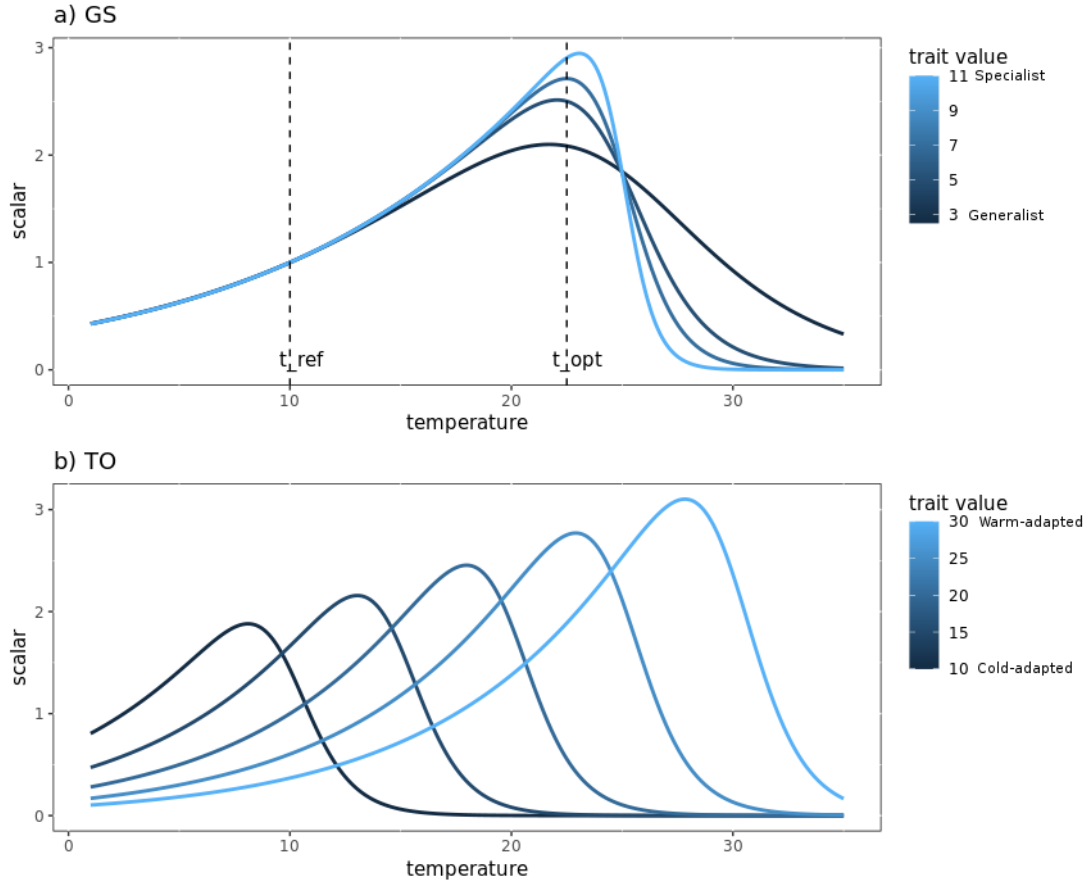 a) GS
3
2
1
0
scalar
t_ref
t_opt
0
10
20
30
temperature
trait value
11 Specialist
9
7
5
3 Generalist
b) TO
3
2
1
0
scalar
0
10
20
30
temperature
trait value
30 Warm-adapted
25
20
15
10 Cold-adapted